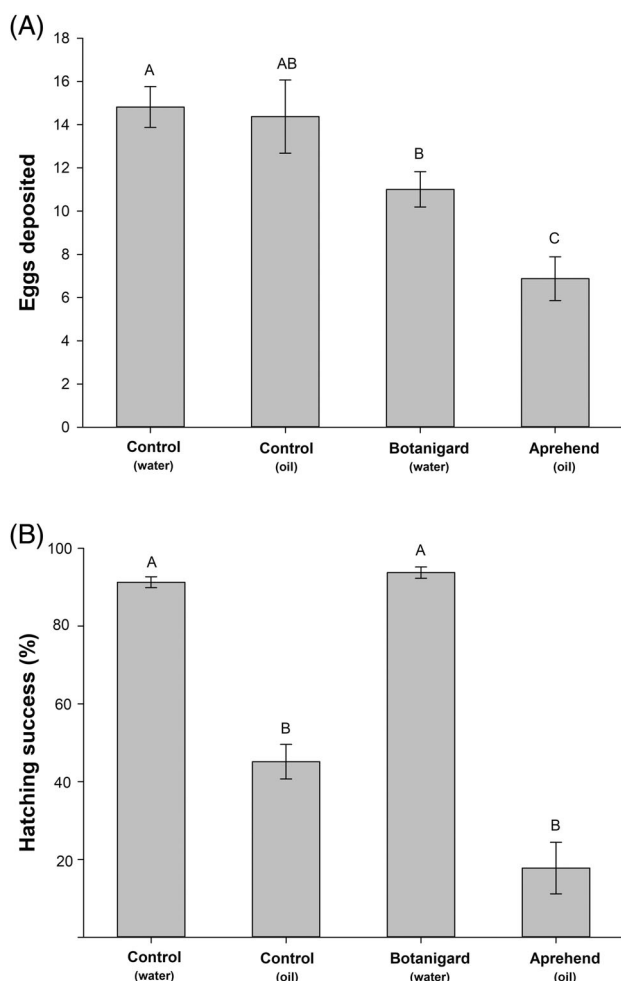 (A)
18
16
14
12
10
8
6
4
2
0
Eggs deposited
A
AB
B
C
Control
(water)
Control
(oil)
Botanigard
(water)
Aprehend
(oil)
(B)
100
80
60
40
20
Hatching success (%)
A
B
A
B
Control
(water)
Control
(oil)
Botanigard
(water)
Aprehend
(oil)